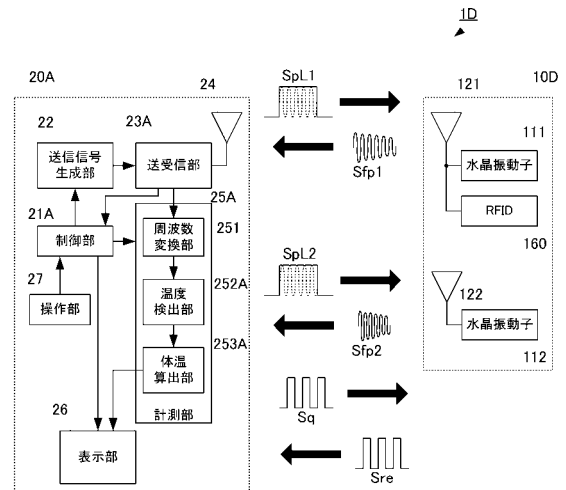 1D
20A
24
SpL1
121
10D
22
23A
送信信号
生成部
送受信部
Sfp1
111
水晶振動子
21A
25A
251
RFID
制御部
周波数
変換部
160
27
252A
SpL2
操作部
温度
検出部
122
水晶振動子
253A
Sfp2
112
体温
算出部
26
計測部
Sq
表示部
Sre